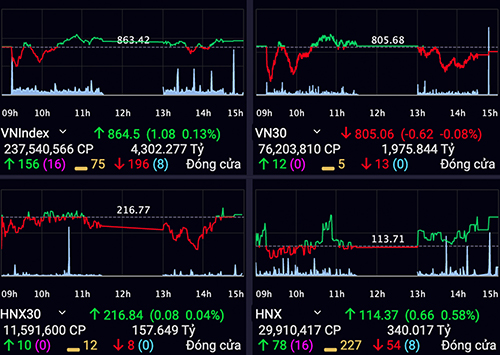 863.42
09h 10h 11h 12h 13h 14h 15h
VNIndex 864.5 (1.08 0.13%)
237,540,566 CP 4,302.277 Tỷ
156 (16) 75 196 (8) Đóng cửa
805.68
09h 10h 11h 12h 13h 14h 15h
VN30 805.06 (-0.62 -0.08%)
76,203,810 CP 1,975.844 Tỷ
12 (0) 5 13 (0) Đóng cửa
216.77
09h 10h 11h 12h 13h 14h 15h
HNX30 216.84 (0.08 0.04%)
11,591,600 CP 157.649 Tỷ
10 (0) 12 8 (0) Đóng cửa
113.71
09h 10h 11h 12h 13h 14h 15h
HNX 114.37 (0.66 0.58%)
29,910,417 CP 340.017 Tỷ
78 (16) 227 54 (8) Đóng cửa